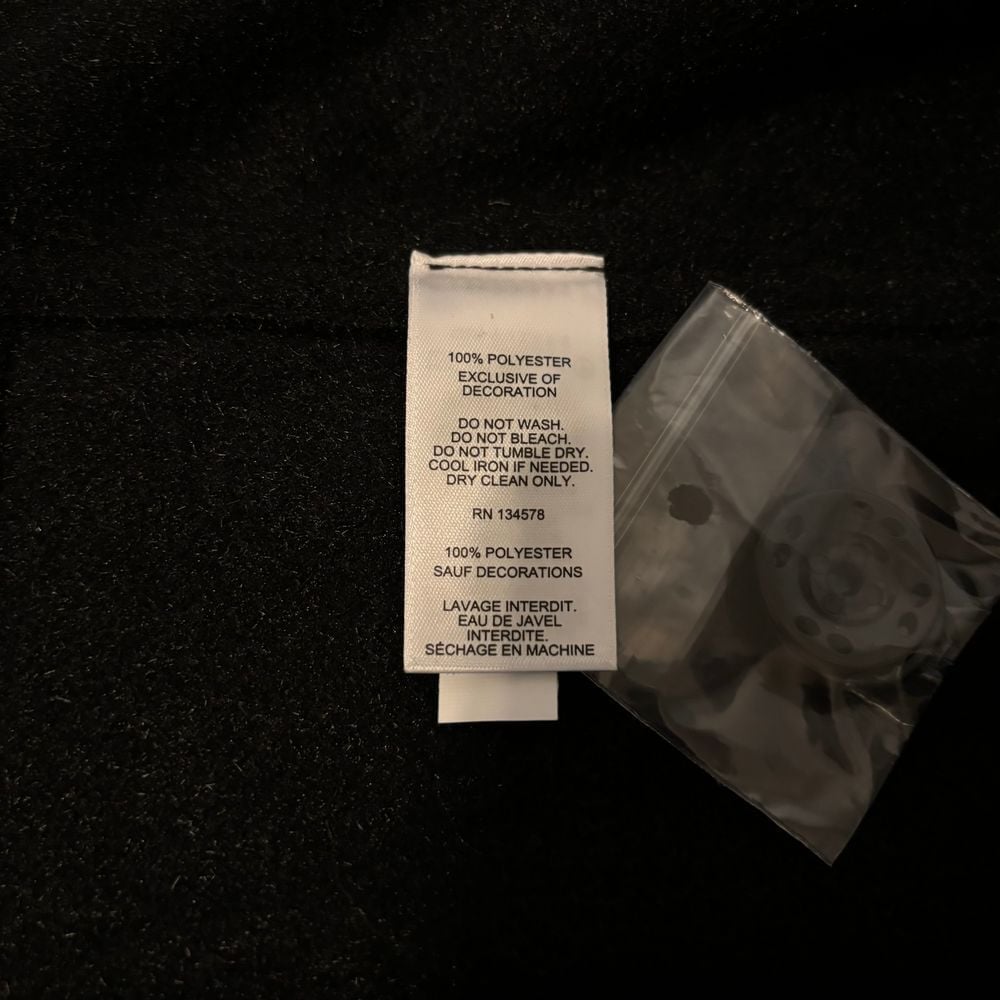 100% POLYESTER
EXCLUSIVE OF
DECORATION
DO NOT WASH.
DO NOT BLEACH.
DO NOT TUMBLE DRY.
COOL IRON IF NEEDED.
DRY CLEAN ONLY.
RN 134578
100% POLYESTER
SAUF DECORATIONS
LAVAGE INTERDIT.
EAU DE JAVEL
INTERDITE.
SÉCHAGE EN MACHINE